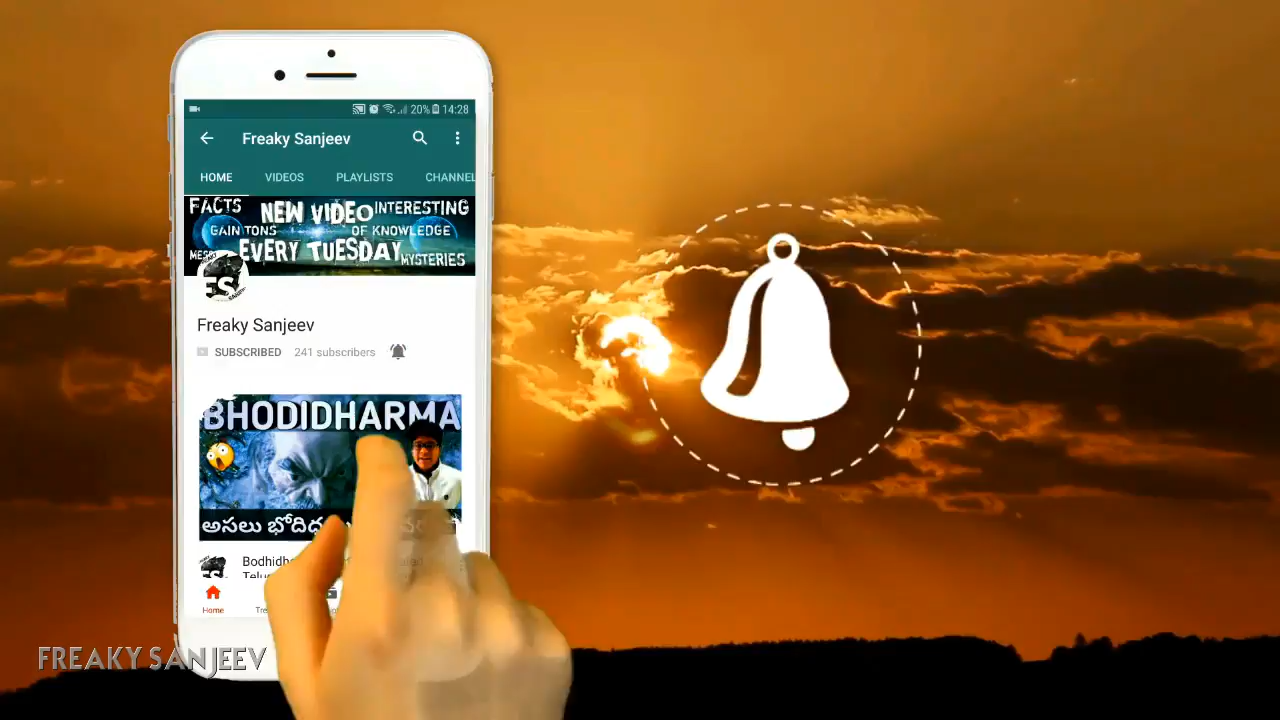 20% 14:28
Freaky Sanjeev
HOME VIDEOS PLAYLISTS CHANNEL
FACTS NEW VIDEO INTERESTING
GAIN TONS OF KNOWLEDGE
EVERY TUESDAY MYSTERIES
FS
Freaky Sanjeev
SUBSCRIBED 241 subscribers
BHODIDHARMA
అసలు
Home
FREAKY SANJEEV